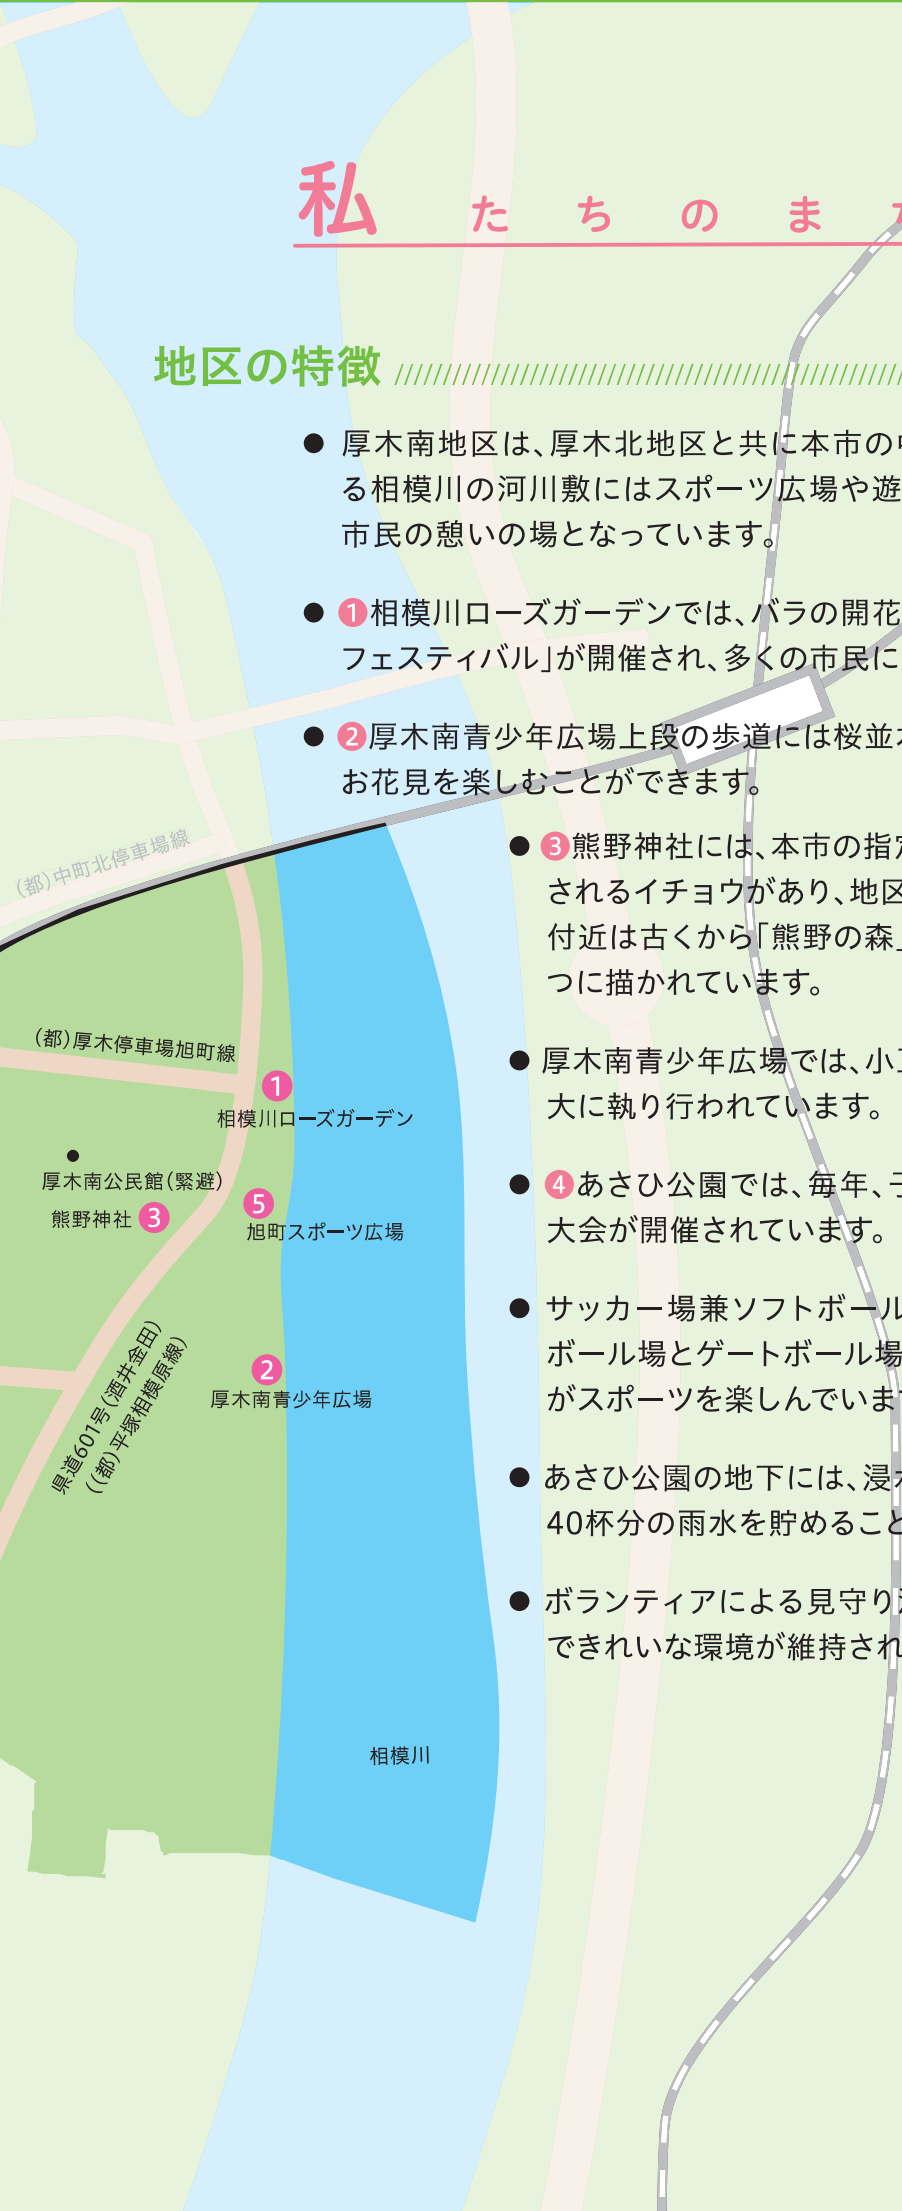 私たちのま
地区の特徴
● 厚木南地区は、厚木北地区と共に本市の
る相模川の河川敷にはスポーツ広場や遊
市民の憩いの場となっています。
● ❶相模川ローズガーデンでは、バラの開花
フェスティバル」が開催され、多くの市民に
● ❷厚木南青少年広場上段の歩道には桜並
お花見を楽しむことができます。
● ❸熊野神社には、本市の指定
されるイチョウがあり、地区
付近は古くから「熊野の森」
つに描かれています。
● 厚木南青少年広場では、小
大に執り行われています。
● ❹あさひ公園では、毎年、子
大会が開催されています。
● サッカー場兼ソフトボール
ボール場とゲートボール場
がスポーツを楽しんでいます
● あさひ公園の地下には、浸水
40杯分の雨水を貯めること
● ボランティアによる見守り活
できれいな環境が維持され
(都)中町北停車場線
(都)厚木停車場旭町線
❶
相模川ローズガーデン
厚木南公民館(緊避)
熊野神社 ❸
❺
旭町スポーツ広場
❷
厚木南青少年広場
県道601号(酒井金田)
((都)平塚相模原線)
相模川